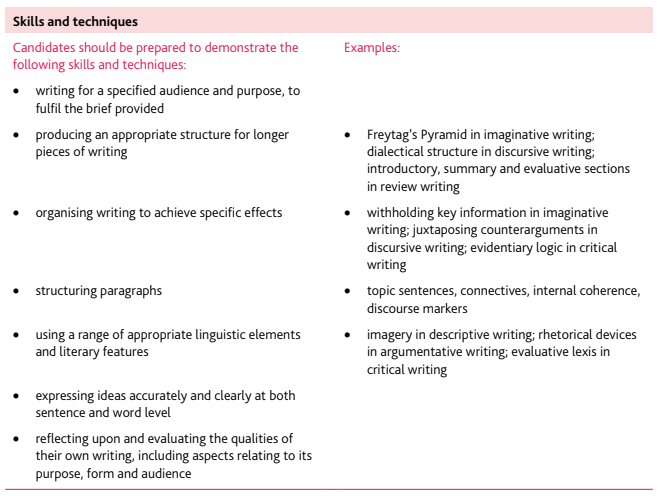 Skills and techniques
Candidates should be prepared to demonstrate the
following skills and techniques:
Examples:
• writing for a specified audience and purpose, to
fulfil the brief provided
• producing an appropriate structure for longer
pieces of writing
• Freytag's Pyramid in imaginative writing;
dialectical structure in discursive writing;
introductory, summary and evaluative sections
in review writing
• organising writing to achieve specific effects
• withholding key information in imaginative
writing; juxtaposing counterarguments in
discursive writing; evidentiary logic in critical
writing
• structuring paragraphs
• topic sentences, connectives, internal coherence,
discourse markers
• using a range of appropriate linguistic elements
and literary features
• imagery in descriptive writing; rhetorical devices
in argumentative writing; evaluative lexis in
critical writing
• expressing ideas accurately and clearly at both
sentence and word level
• reflecting upon and evaluating the qualities of
their own writing, including aspects relating to its
purpose, form and audience